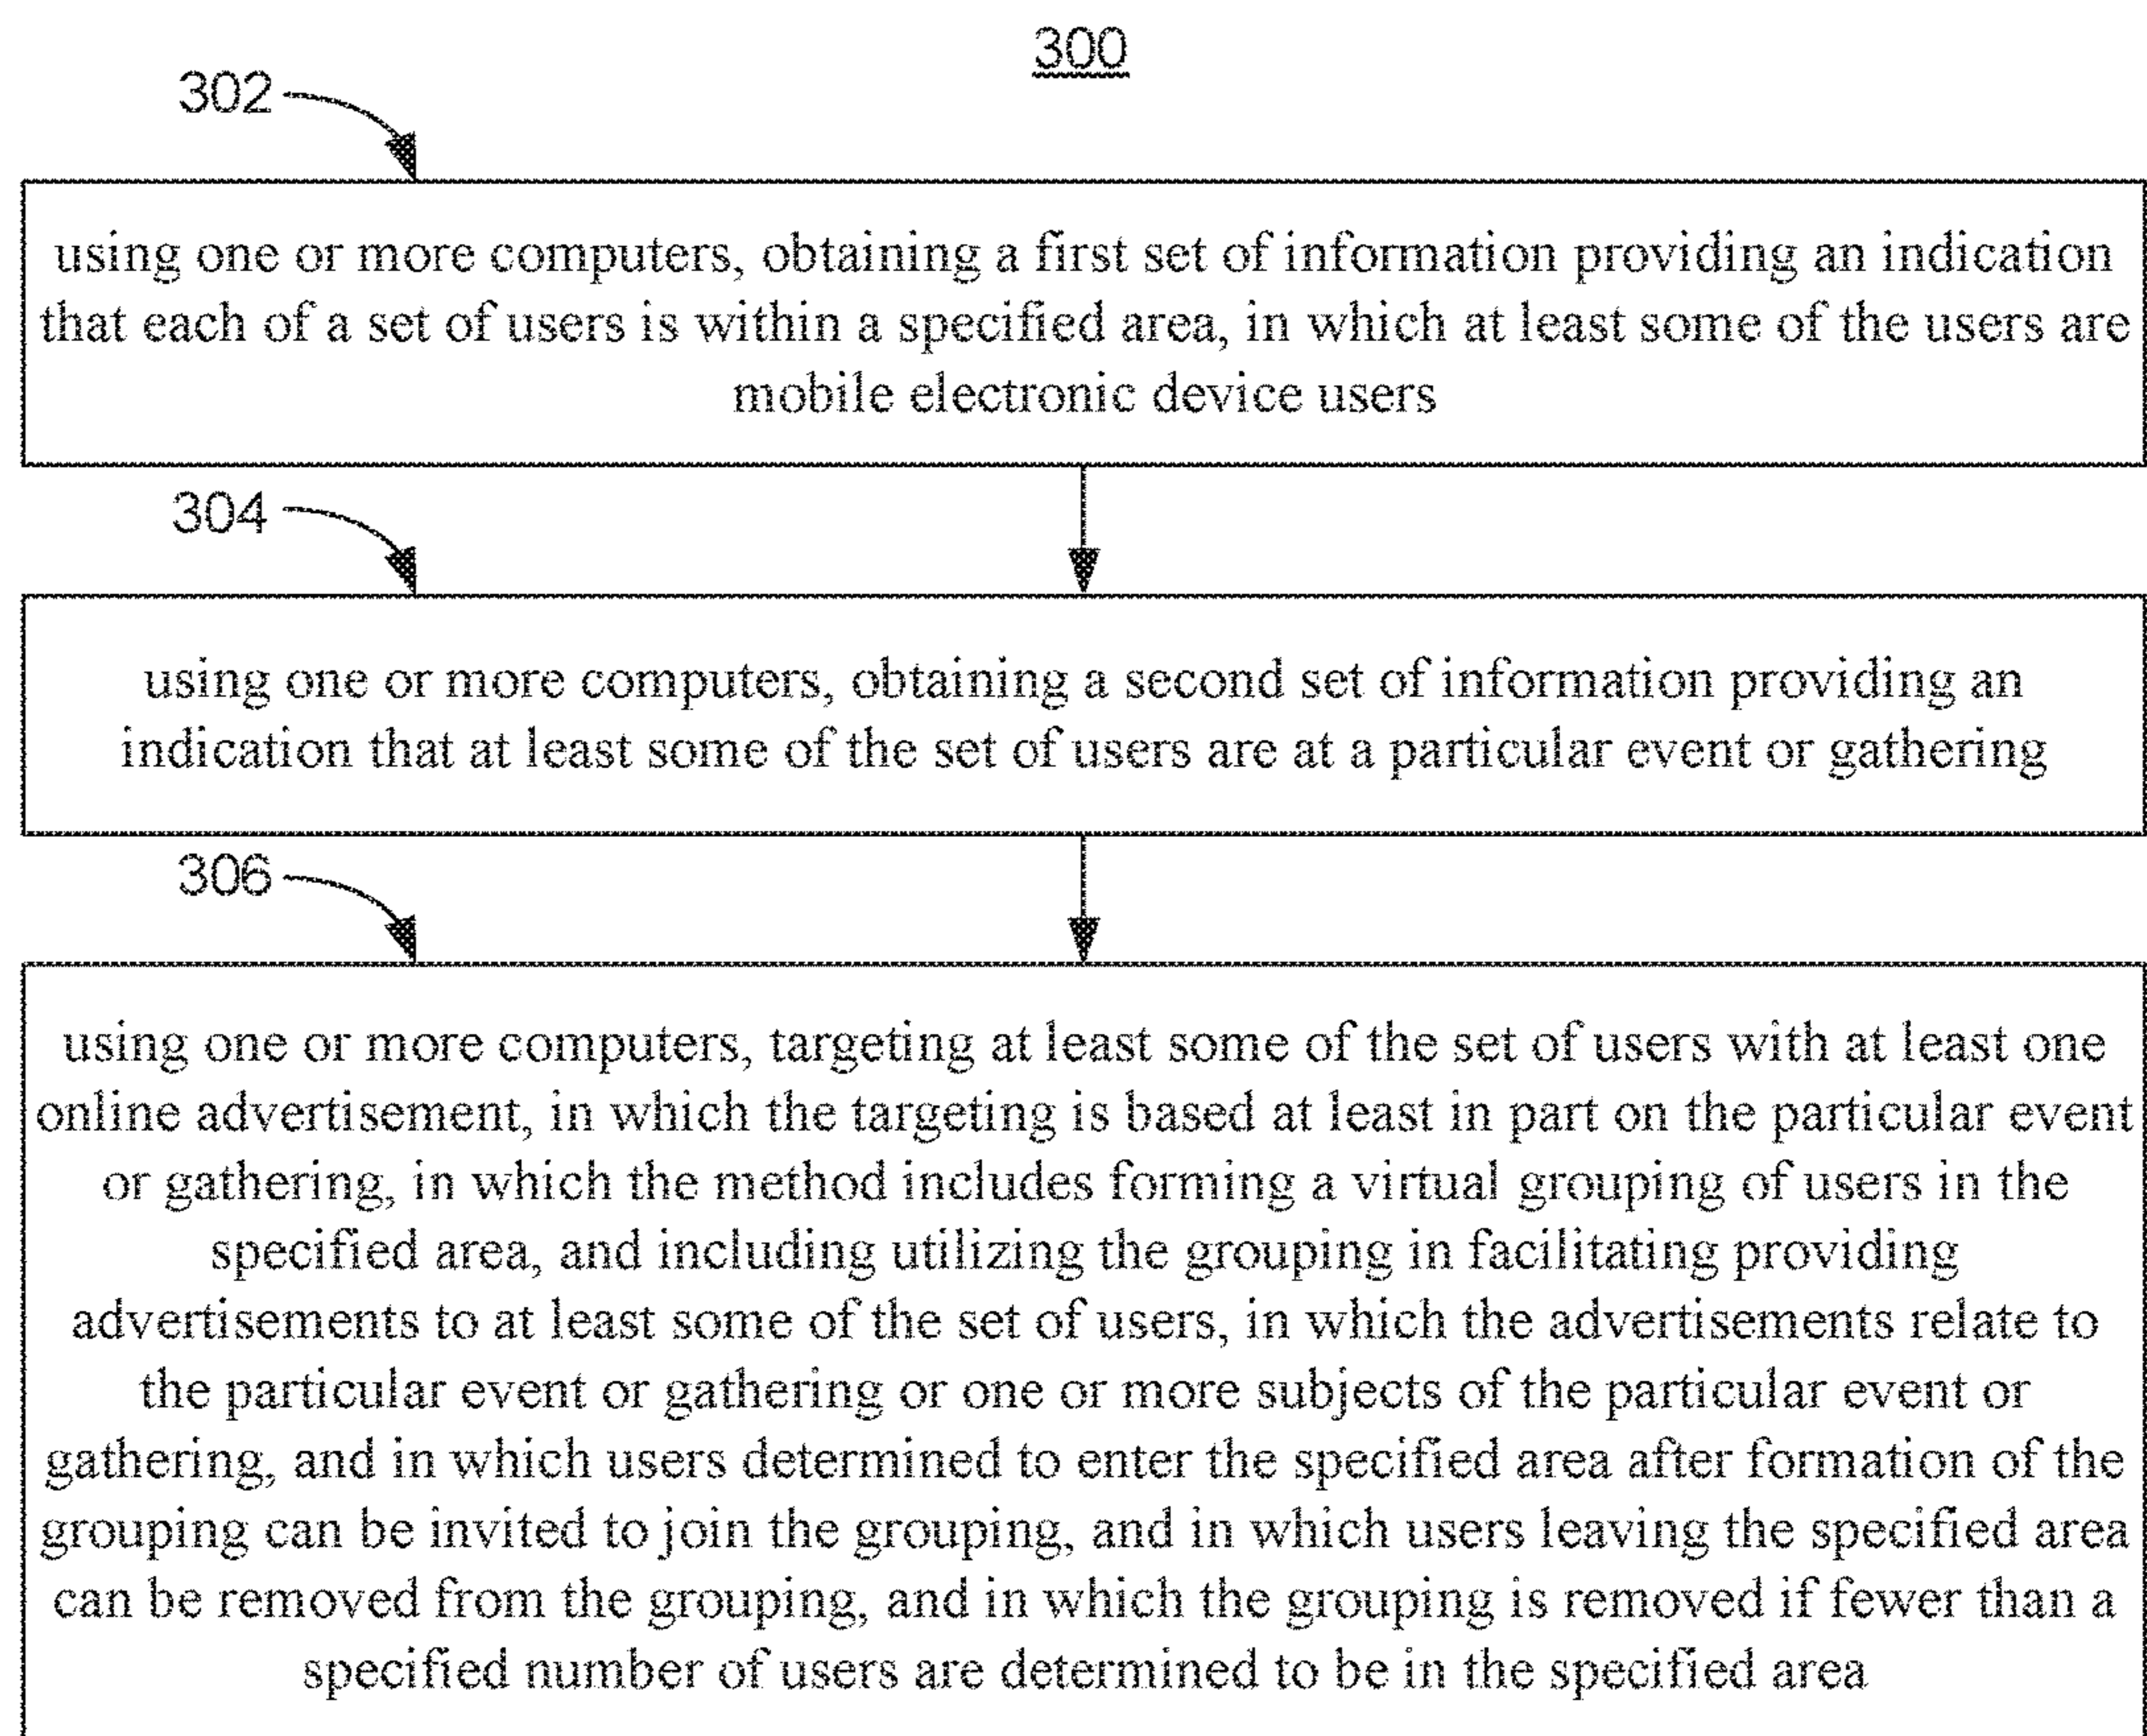 300
302
using one or more computers, obtaining a first set of information providing an indication
that each of a set of users is within a specified area, in which at least some of the users are
mobile electronic device users
304
using one or more computers, obtaining a second set of information providing an
indication that at least some of the set of users are at a particular event or gathering
306
using one or more computers, targeting at least some of the set of users with at least one
online advertisement, in which the targeting is based at least in part on the particular event
or gathering, in which the method includes forming a virtual grouping of users in the
specified area, and including utilizing the grouping in facilitating providing
advertisements to at least some of the set of users, in which the advertisements relate to
the particular event or gathering or one or more subjects of the particular event or
gathering, and in which users determined to enter the specified area after formation of the
grouping can be invited to join the grouping, and in which users leaving the specified area
can be removed from the grouping, and in which the grouping is removed if fewer than a
specified number of users are determined to be in the specified area